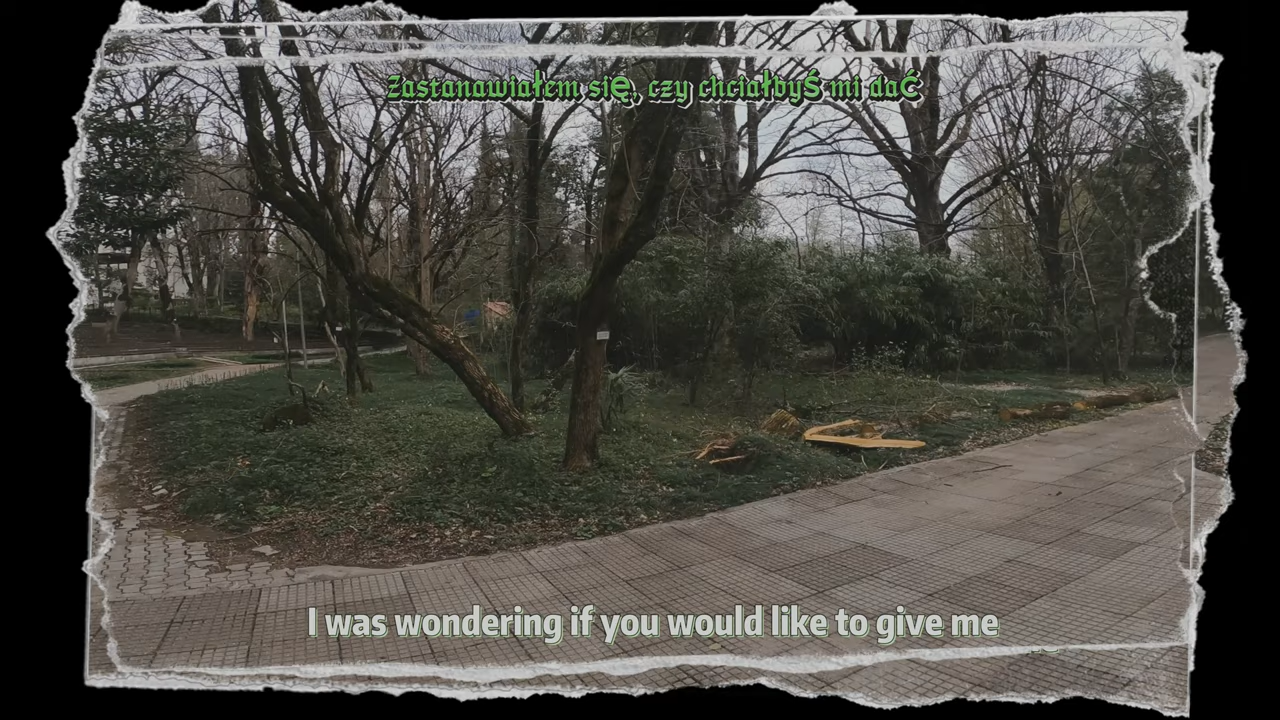 Zastanawiałem się, czy chciałbyś mi dać
I was wondering if you would like to give me